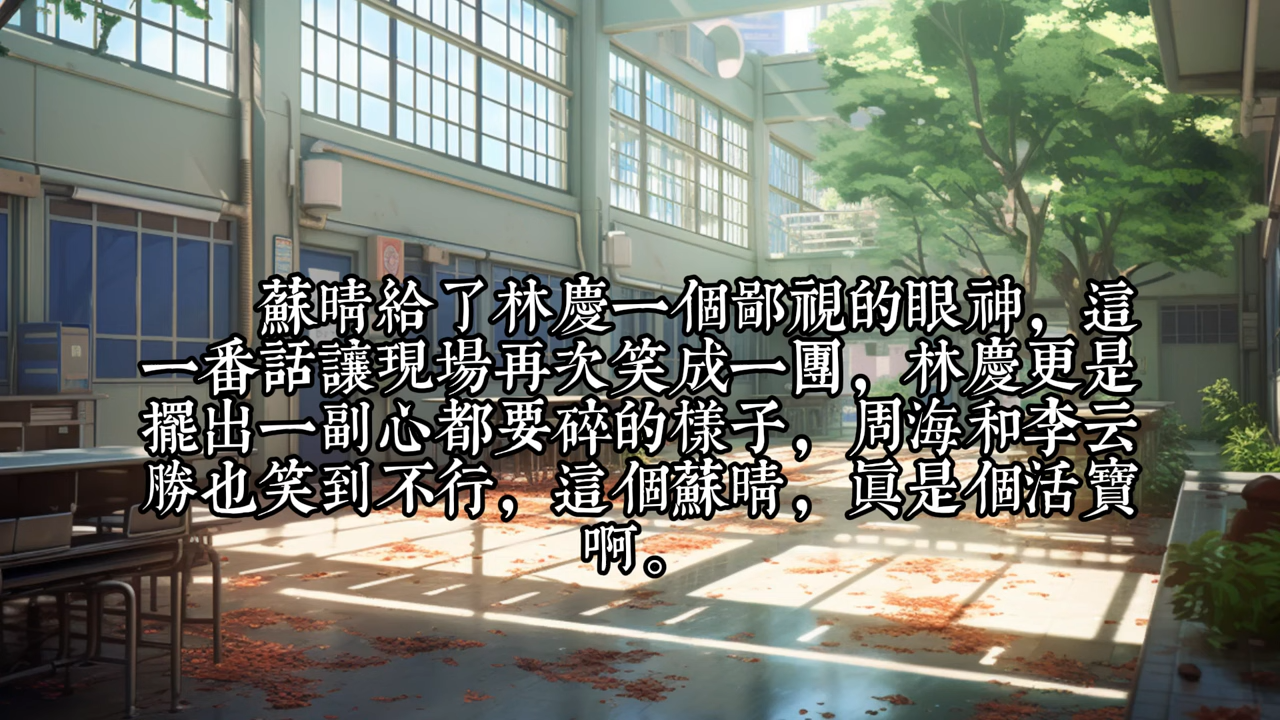 蘇晴給了林慶一個鄙視的眼神，這
一番話讓現場再次笑成一團，林慶更是
擺出一副心都要碎的樣子，周海和李云
勝也笑到不行，這個蘇晴，真是個活寶
啊。